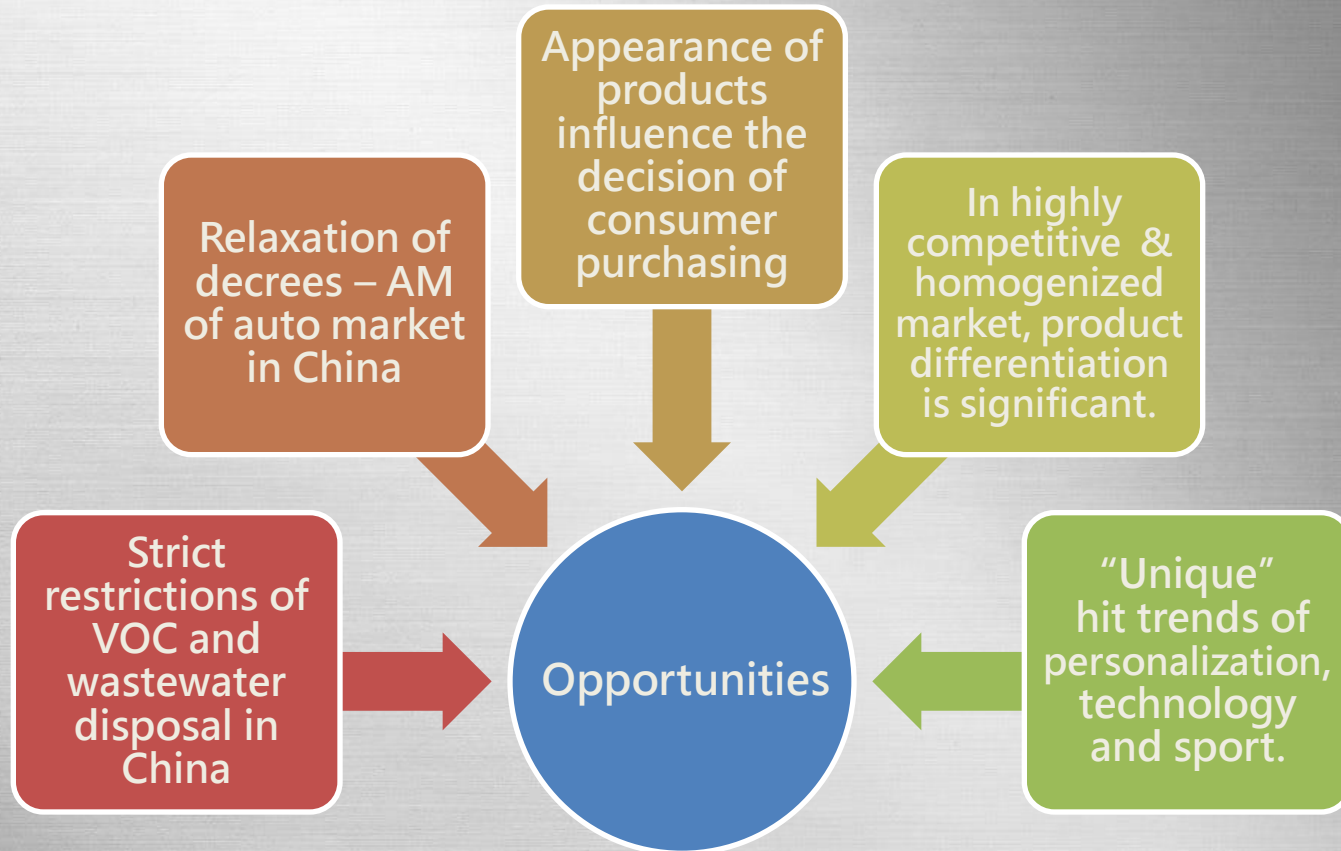 Appearance of
products
influence the
decision of
consumer
purchasing
Relaxation of
decrees – AM
of auto market
in China
In highly
competitive &
homogenized
market, product
differentiation
is significant.
Strict
restrictions of
VOC and
wastewater
disposal in
China
Opportunities
“Unique”
hit trends of
personalization,
technology
and sport.